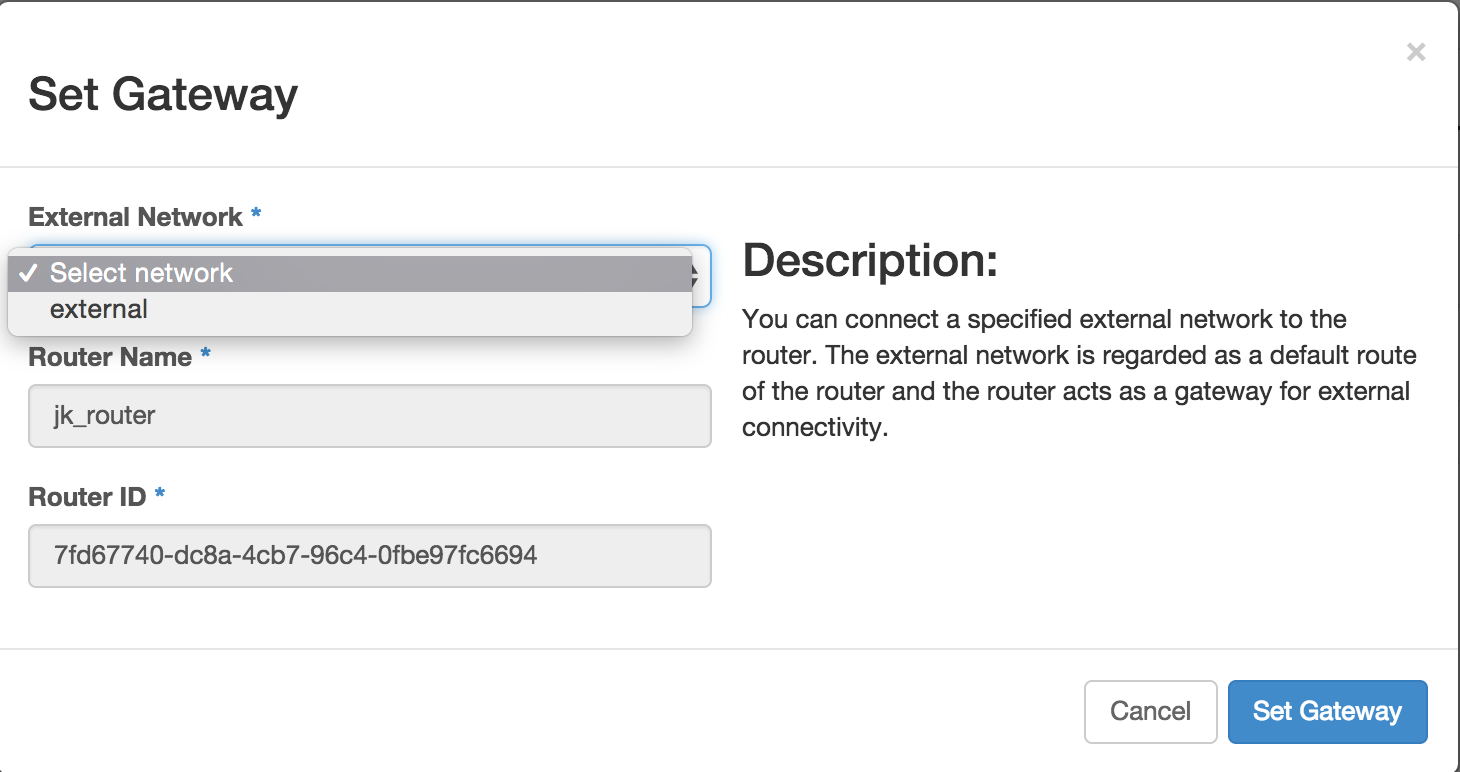 ×
Set Gateway
External Network *
✓ Select network
external
Router Name *
jk_router
Router ID *
7fd67740-dc8a-4cb7-96c4-0fbe97fc6694
Description:
You can connect a specified external network to the
router. The external network is regarded as a default route
of the router and the router acts as a gateway for external
connectivity.
Cancel
Set Gateway